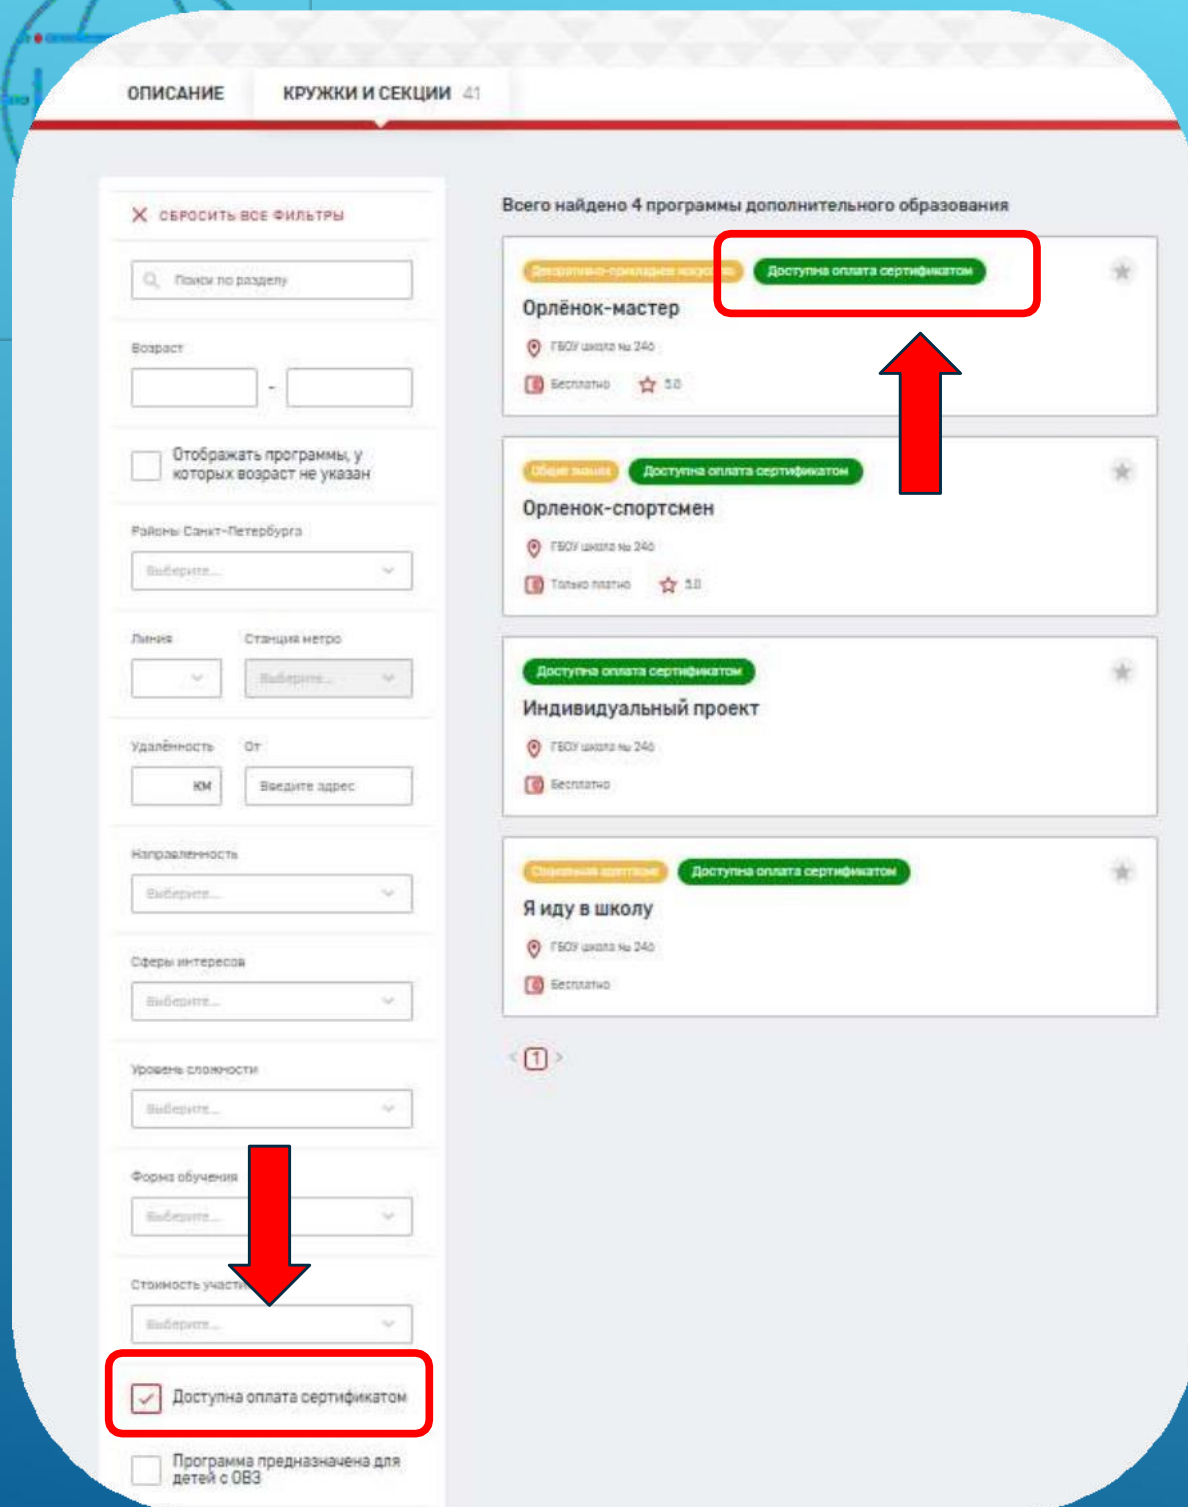 ОПИСАНИЕ
КРУЖКИ И СЕКЦИИ 41
СБРОСИТЬ ВСЕ ФИЛЬТРЫ
Поиск по разделу
Возраст
-
Отображать программы, у
которых возраст не указан
Районы Санкт-Петербурга
Выберите...
Линия Станция метро
Выберите...
Удалённость От
КМ Введите адрес
Направленность
Выберите...
Сферы интересов
Выберите...
Уровень сложности
Выберите...
Форма обучения
Выберите...
Стоимость
Выберите...
Доступна оплата сертификатом
Программа предназначена для
детей с ОВЗ
Всего найдено 4 программы дополнительного образования
Декоративно-прикладное Доступна оплата сертификатом
Орлёнок-мастер
ГБОУ школа № 246
Бесплатно 5.0
Доступна оплата сертификатом
Орленок-спортсмен
ГБОУ школа № 246
Только платно 5.0
Доступна оплата сертификатом
Индивидуальный проект
ГБОУ школа № 246
Бесплатно
Доступна оплата сертификатом
Я иду в школу
ГБОУ школа № 246
Бесплатно
< 1 >